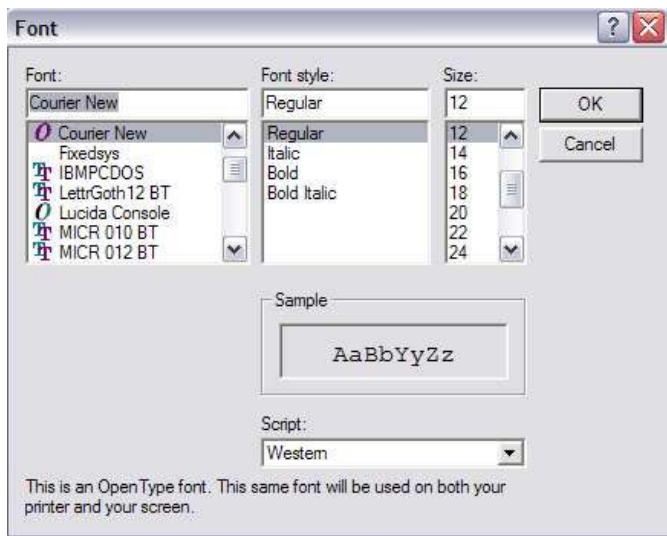 Font
Font:
Font style:
Size:
Courier New
Regular
12
OK
Cancel
Courier New
Fixedsys
IBMPCDOS
LettrGoth12 BT
Lucida Console
MICR 010 BT
MICR 012 BT
Regular
Italic
Bold
Bold Italic
12
14
16
18
20
22
24
Sample
AaBbYyZz
Script:
Western
This is an OpenType font. This same font will be used on both your
printer and your screen.